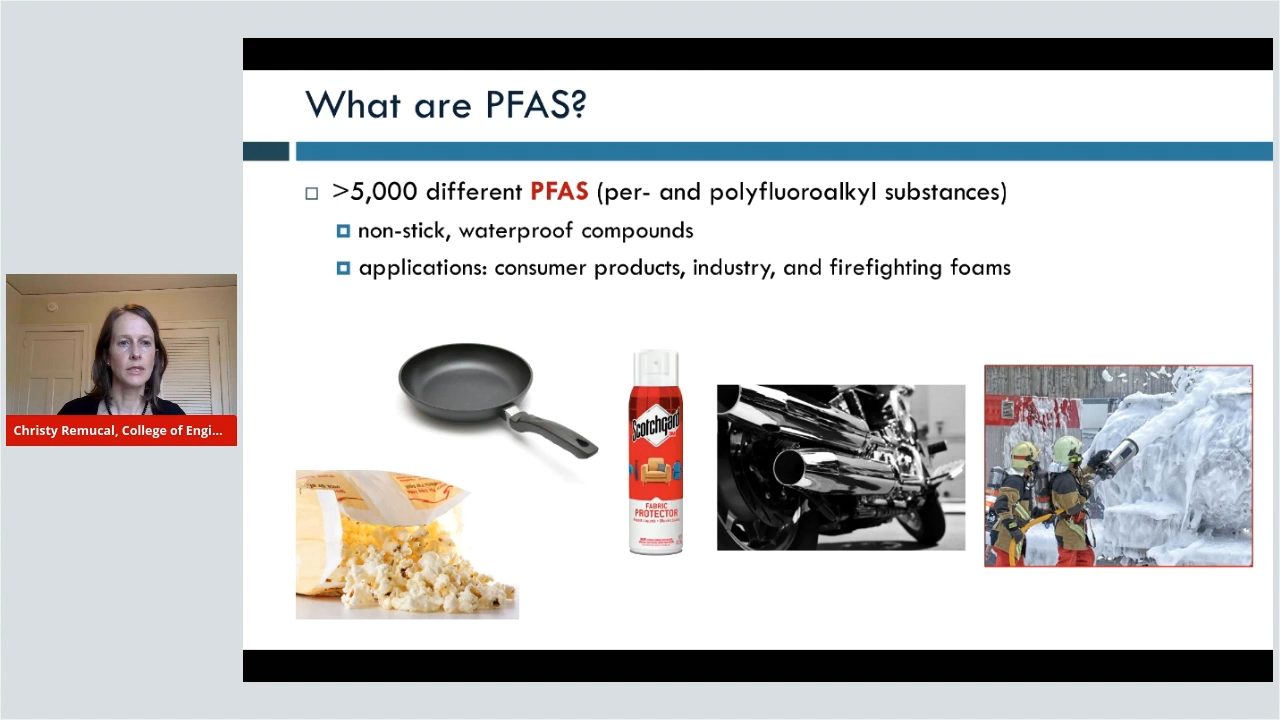 What are PFAS?
>5,000 different PFAS (per- and polyfluoroalkyl substances)
non-stick, waterproof compounds
applications: consumer products, industry, and firefighting foams
Scotchgard
FABRIC
PROTECTOR
Christy Remucal, College of Engi...